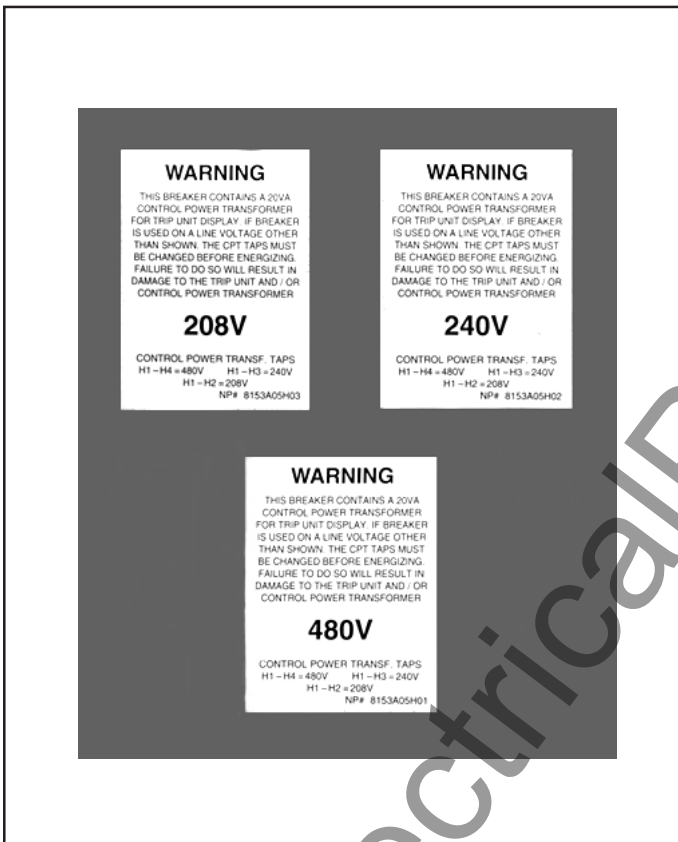 WARNING
THIS BREAKER CONTAINS A 20VA
CONTROL POWER TRANSFORMER
FOR TRIP UNIT DISPLAY. IF BREAKER
IS USED ON A LINE VOLTAGE OTHER
THAN SHOWN. THE CPT TAPS MUST
BE CHANGED BEFORE ENERGIZING.
FAILURE TO DO SO WILL RESULT IN
DAMAGE TO THE TRIP UNIT AND / OR
CONTROL POWER TRANSFORMER
208V
CONTROL POWER TRANSF. TAPS
H1 – H4 = 480V H1 – H3 = 240V
H1 – H2 = 208V
NP# 8153A05H03
WARNING
THIS BREAKER CONTAINS A 20VA
CONTROL POWER TRANSFORMER
FOR TRIP UNIT DISPLAY. IF BREAKER
IS USED ON A LINE VOLTAGE OTHER
THAN SHOWN. THE CPT TAPS MUST
BE CHANGED BEFORE ENERGIZING.
FAILURE TO DO SO WILL RESULT IN
DAMAGE TO THE TRIP UNIT AND / OR
CONTROL POWER TRANSFORMER
240V
CONTROL POWER TRANSF. TAPS
H1 – H4 = 480V H1 – H3 = 240V
H1 – H2 = 208V
NP# 8153A05H02
WARNING
THIS BREAKER CONTAINS A 20VA
CONTROL POWER TRANSFORMER
FOR TRIP UNIT DISPLAY. IF BREAKER
IS USED ON A LINE VOLTAGE OTHER
THAN SHOWN. THE CPT TAPS MUST
BE CHANGED BEFORE ENERGIZING.
FAILURE TO DO SO WILL RESULT IN
DAMAGE TO THE TRIP UNIT AND / OR
CONTROL POWER TRANSFORMER
480V
CONTROL POWER TRANSF. TAPS
H1 – H4 = 480V H1 – H3 = 240V
H1 – H2 = 208V
NP# 8153A05H01